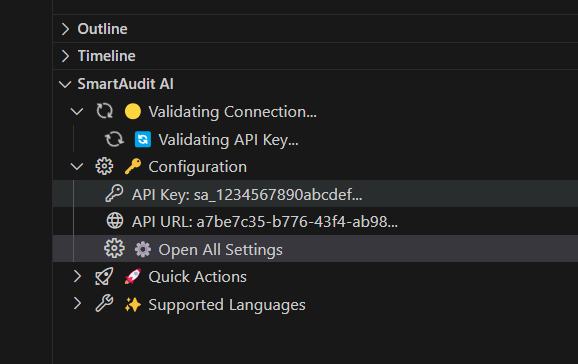 Outline
Timeline
SmartAudit AI
Validating Connection...
Validating API Key...
Configuration
API Key: sa_1234567890abcdef...
API URL: a7be7c35-b776-43f4-ab98...
Open All Settings
Quick Actions
Supported Languages